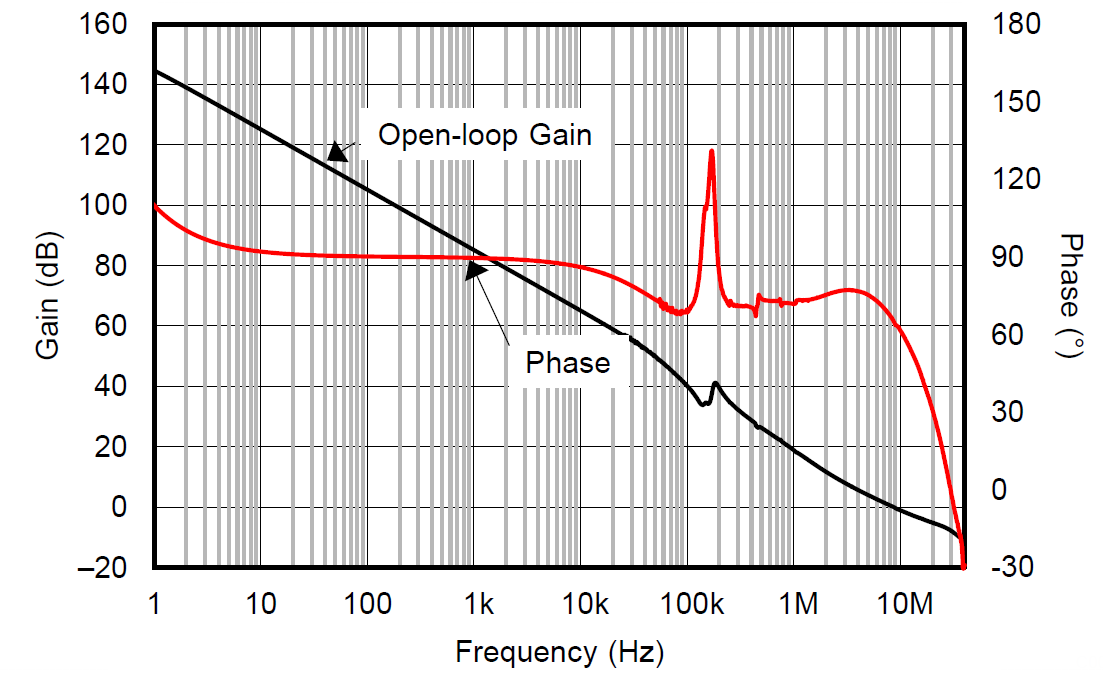 160
140
120
100
80
60
40
20
0
–20
Gain (dB)
180
150
120
90
60
30
0
-30
Phase (°)
Open-loop Gain
Phase
1
10
100
1k
10k
100k
1M
10M
Frequency (Hz)